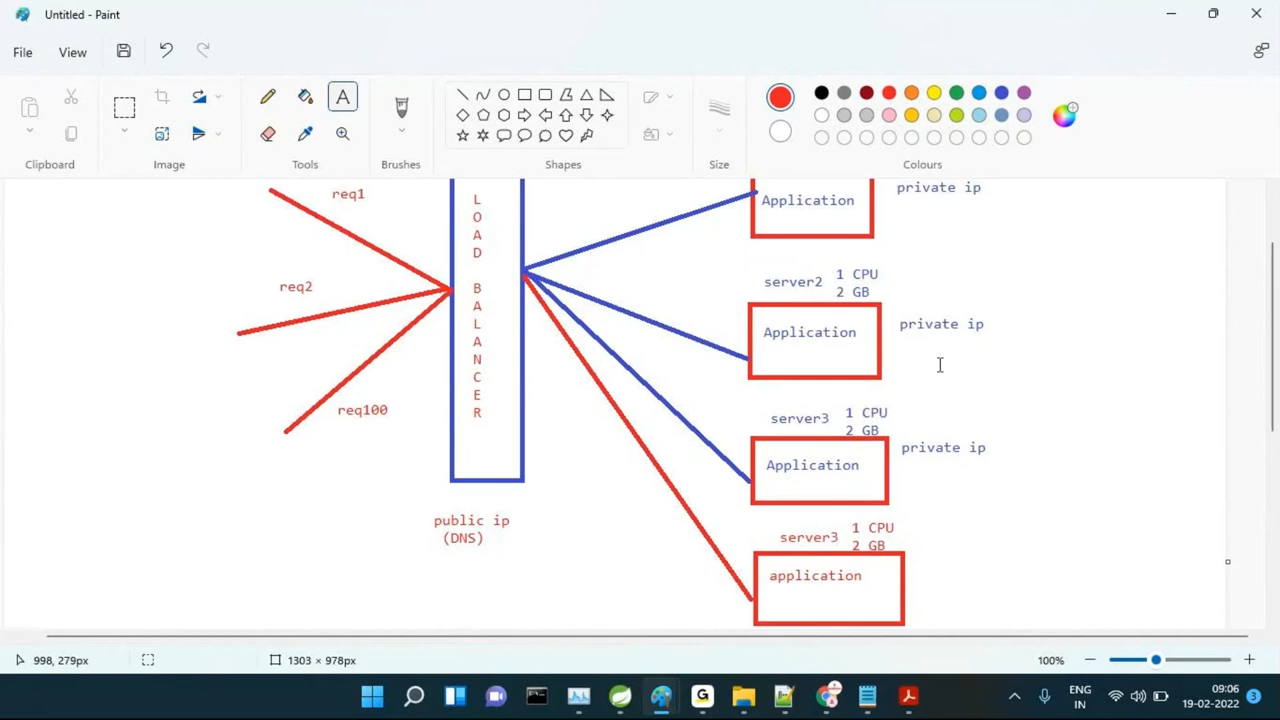 Untitled - Paint
File
View
Clipboard
Image
Tools
Brushes
Shapes
Size
Colours
req1
req2
req100
L
O
A
D
B
A
L
A
N
C
E
R
public ip
(DNS)
Application
private ip
server2
1 CPU
2 GB
Application
private ip
server3
1 CPU
2 GB
Application
private ip
server3
1 CPU
2 GB
application
998, 279px
1303 × 978px
100%
ENG
IN
09:06
19-02-2022
3